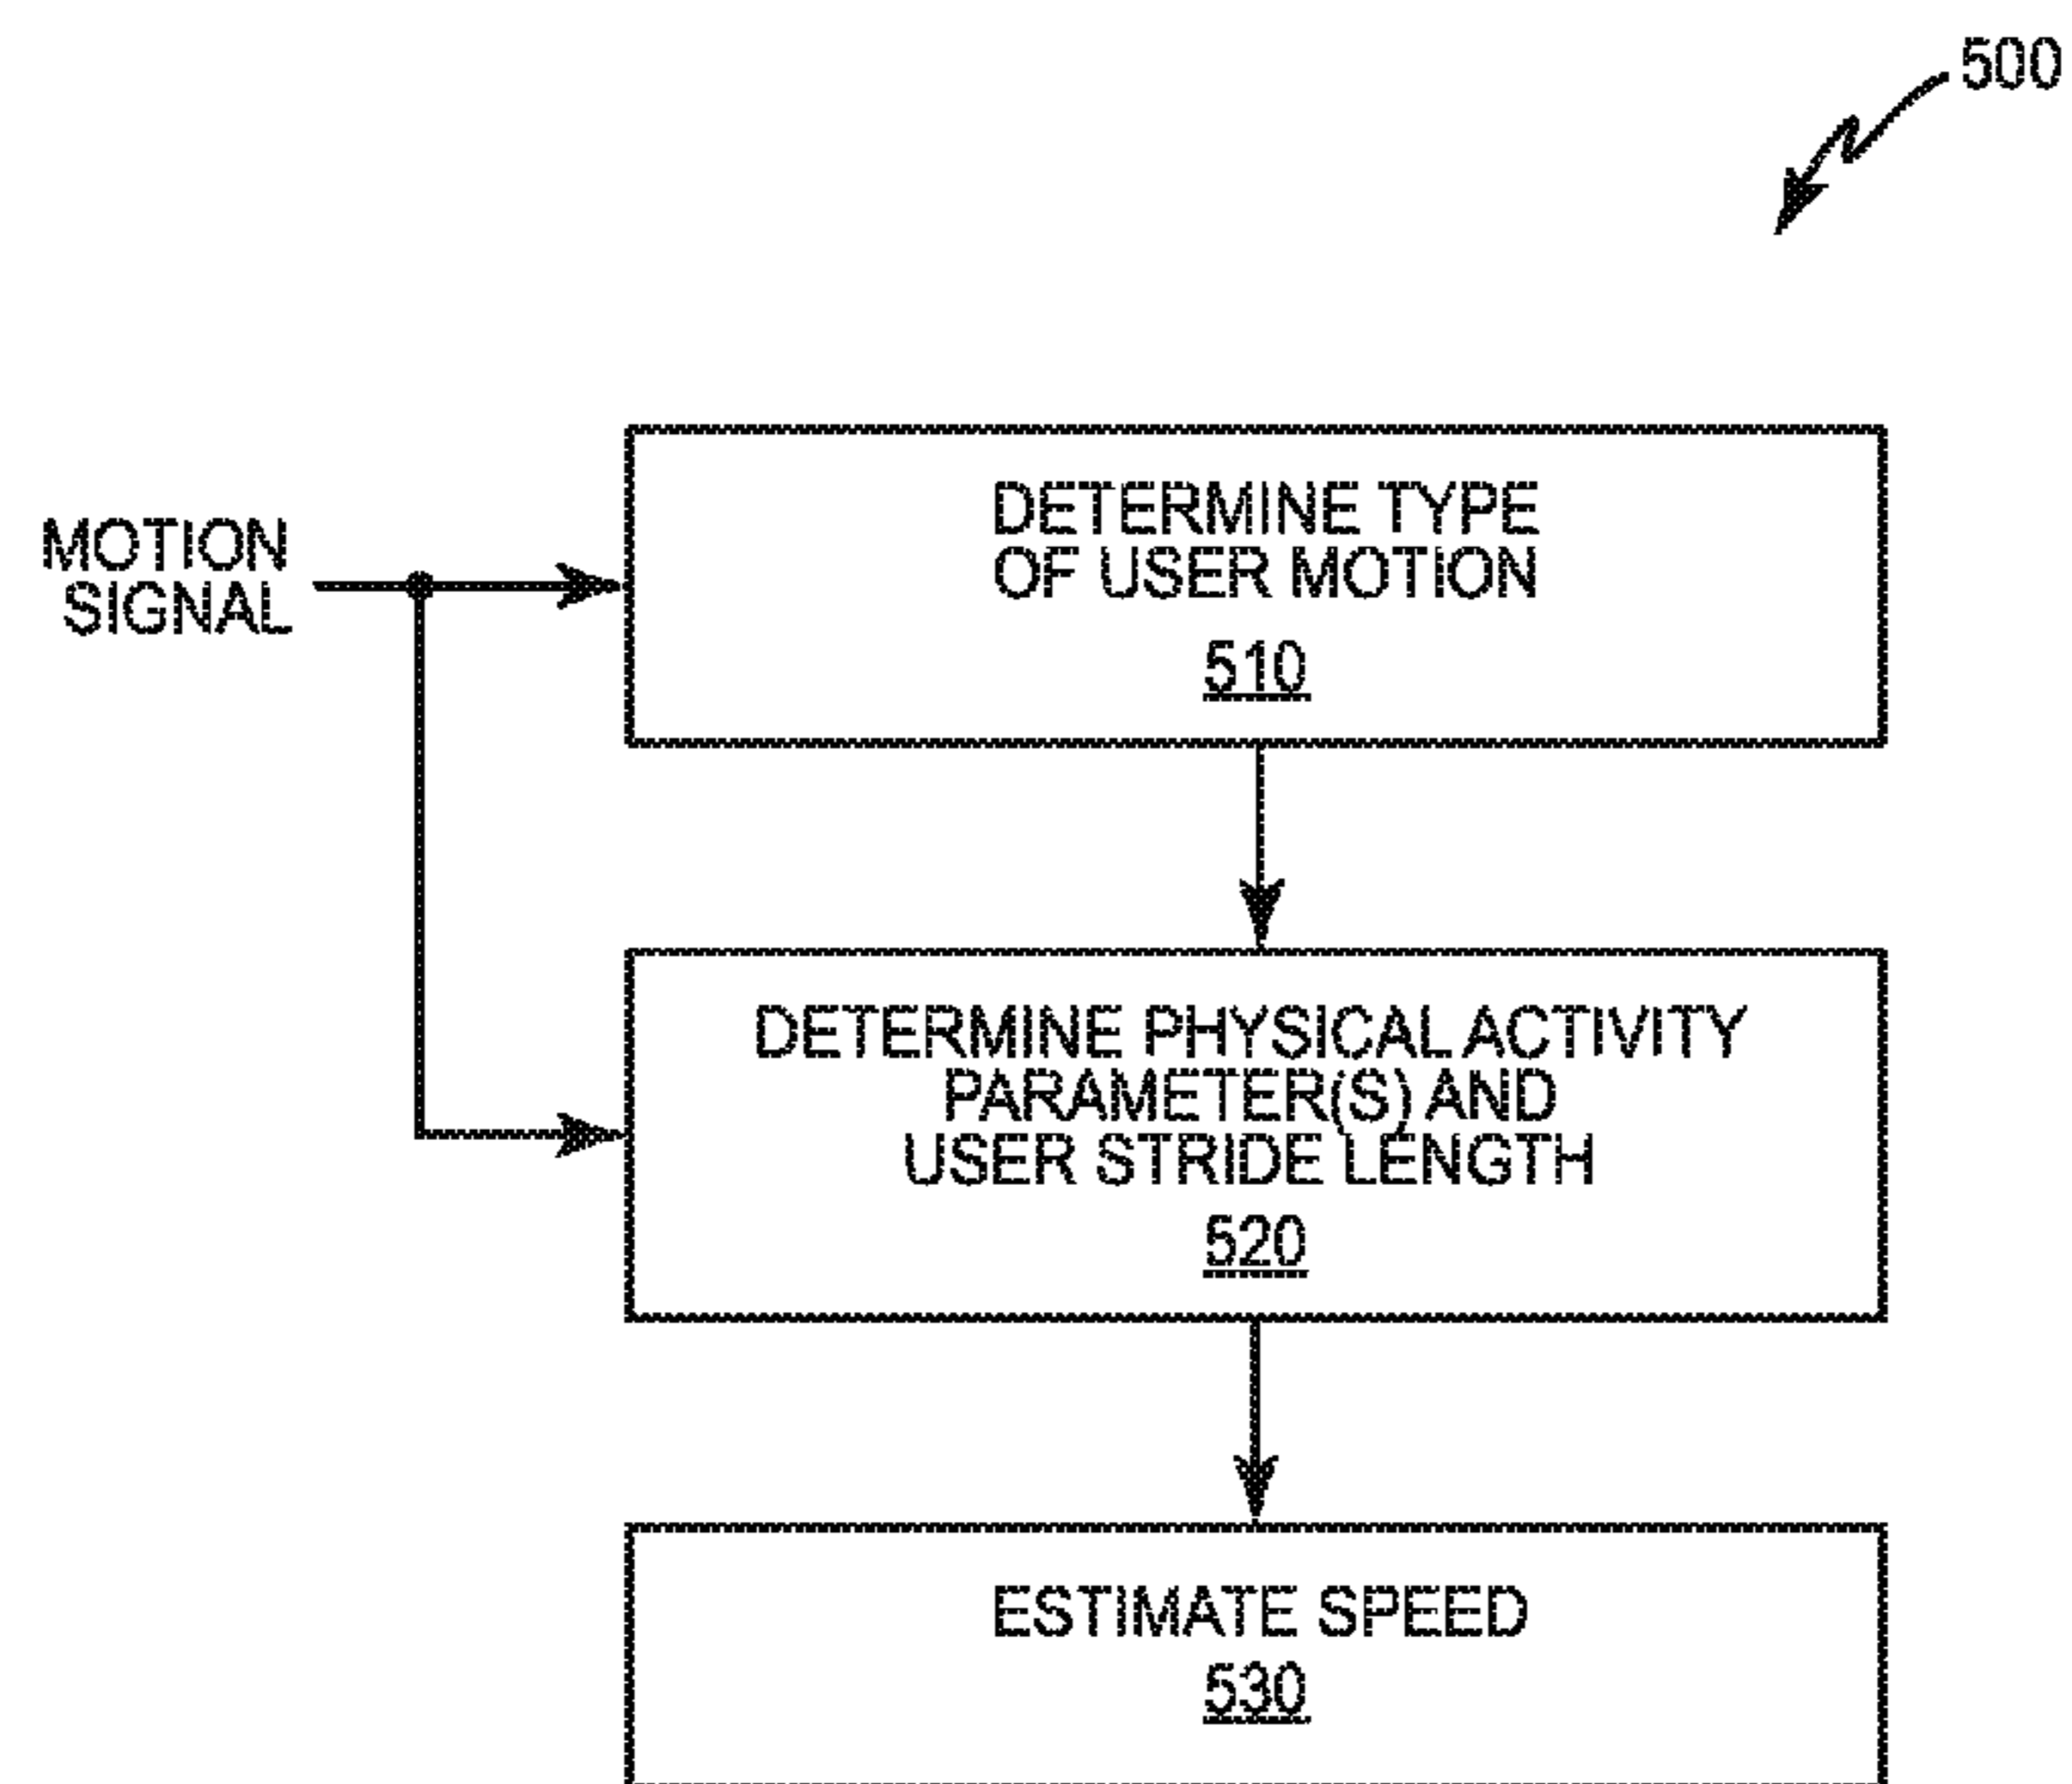 500
DETERMINE TYPE
OF USER MOTION
510
MOTION
SIGNAL
DETERMINE PHYSICAL ACTIVITY
PARAMETER(S) AND
USER STRIDE LENGTH
520
ESTIMATE SPEED
530